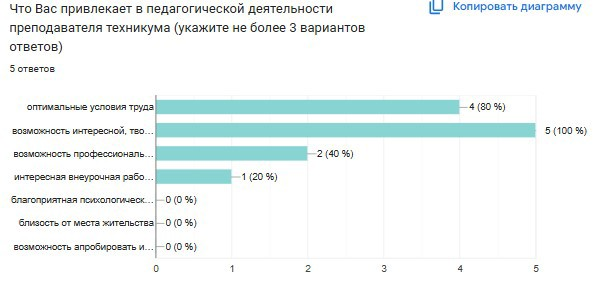 Что Вас привлекает в педагогической деятельности
преподавателя техникума (укажите не более 3 вариантов
ответов)
Копировать диаграмму
5 ответов
оптимальные условия труда
4 (80 %)
возможность интересной, тво…
5 (100 %)
возможность профессиональ…
2 (40 %)
интересная внеурочная рабо…
1 (20 %)
благоприятная психологическ…
0 (0 %)
близость от места жительства
0 (0 %)
возможность апробировать и…
0 (0 %)
0 1 2 3 4 5